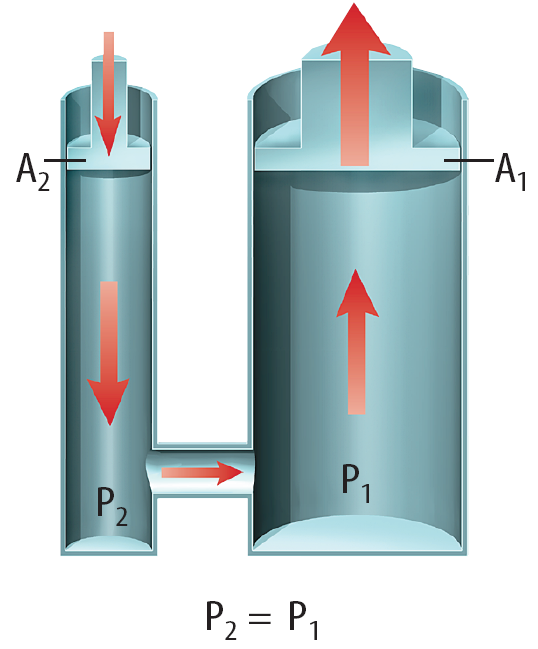 A₂
A₁
P₂
P₁
P₂ = P₁